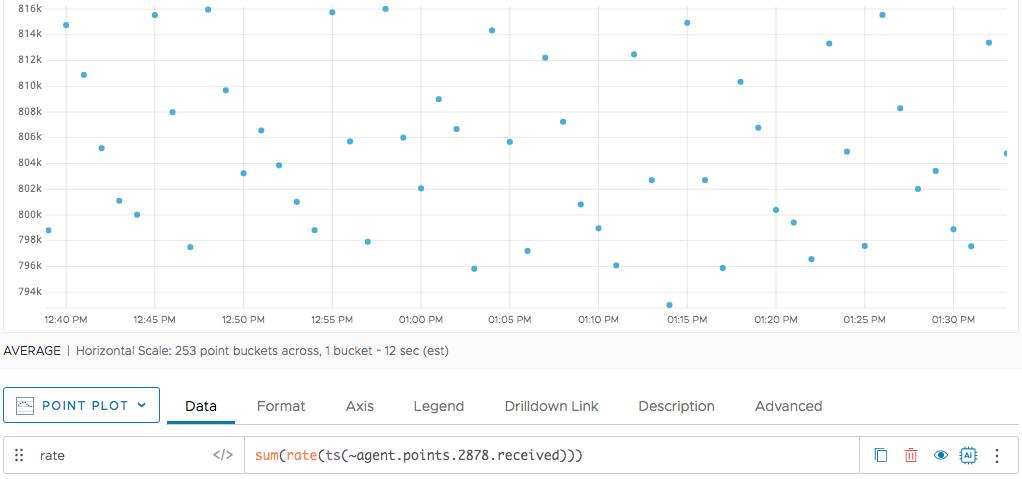 816k
814k
812k
810k
808k
806k
804k
802k
800k
798k
796k
794k
12:40 PM 12:45 PM 12:50 PM 12:55 PM 01:00 PM 01:05 PM 01:10 PM 01:15 PM 01:20 PM 01:25 PM 01:30 PM
AVERAGE | Horizontal Scale: 253 point buckets across, 1 bucket ~ 12 sec (est)
POINT PLOT Data Format Axis Legend Drilldown Link Description Advanced
rate </> sum(rate(ts(~agent.points.2878.received))) AI